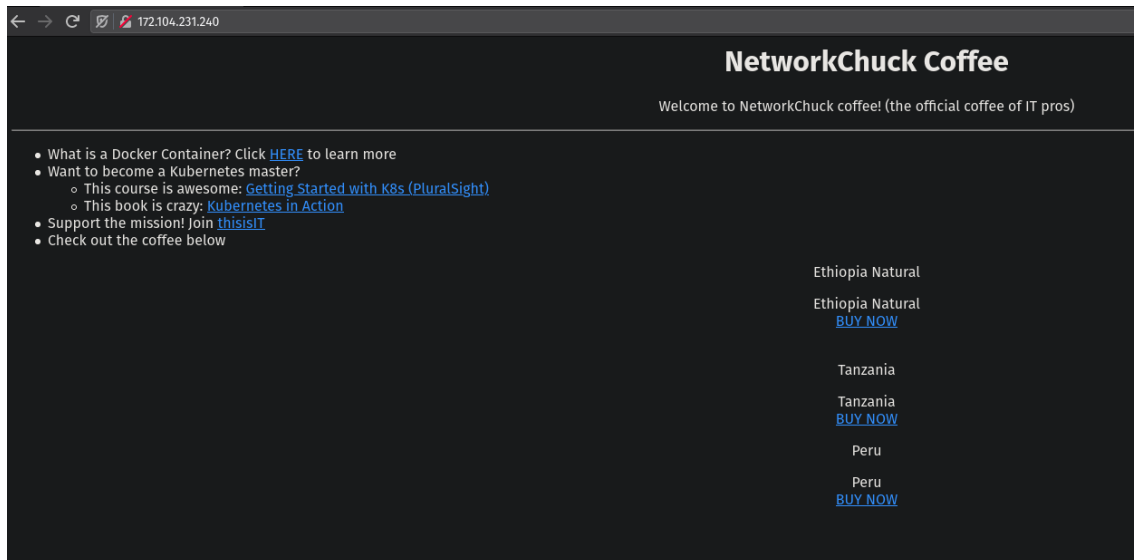 172.104.231.240
NetworkChuck Coffee
Welcome to NetworkChuck coffee! (the official coffee of IT pros)
What is a Docker Container? Click HERE to learn more
Want to become a Kubernetes master?
This course is awesome: Getting Started with K8s (PluralSight)
This book is crazy: Kubernetes in Action
Support the mission! Join thisisIT
Check out the coffee below
Ethiopia Natural
Ethiopia Natural
BUY NOW
Tanzania
Tanzania
BUY NOW
Peru
Peru
BUY NOW